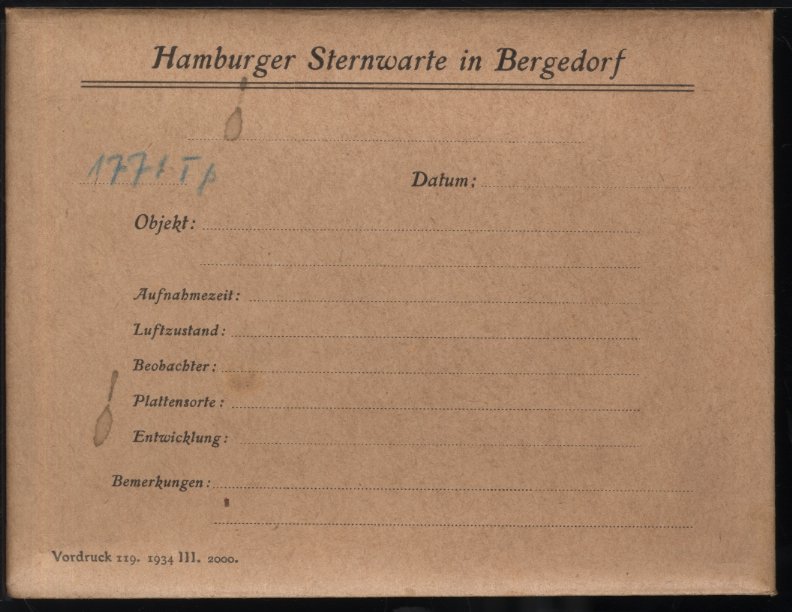 Hamburger Sternwarte in Bergedorf
Datum:
Objekt:
Aufnahmezeit:
Luftzustand:
Beobachter:
Plattensorte:
Entwicklung:
Bemerkungen:
Vordruck 119. 1934 III. 2000.